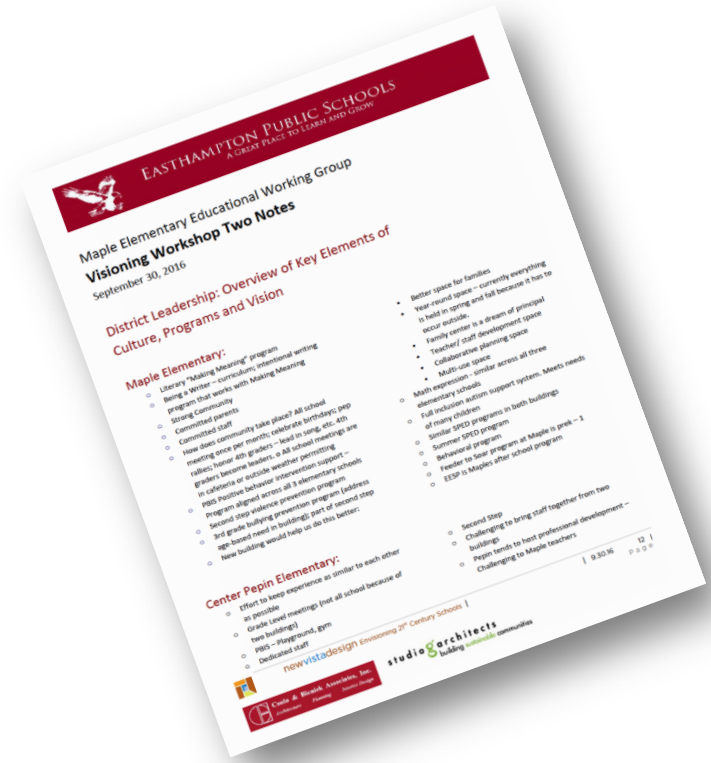 EASTHAMPTON PUBLIC SCHOOLS
A GREAT PLACE TO LEARN AND GROW
Maple Elementary Educational Working Group
Visioning Workshop Two Notes
September 30, 2016
District Leadership: Overview of Key Elements of
Culture, Programs and Vision
Maple Elementary:
○ Literary "Making Meaning" program
○ Being a Writer – curriculum; intentional writing
program that works with Making Meaning
○ Strong Community
○ Committed parents
○ Committed staff
○ How does community take place? All school
meeting once per month; celebrate birthdays; pep
rallies; honor 4th graders – lead in song, etc. 4th
graders become leaders. o All school meetings are
in cafeteria or outside weather permitting
○ PBIS Positive behavior intervention support –
Program aligned across all 3 elementary schools
○ Second step violence prevention program
○ 3rd grade bullying prevention program (address
age-based need in building); part of second step
○ New building would help us do this better:
• Better space for families
• Year-round space – currently everything
is held in spring and fall because it has to
occur outside.
• Family center is a dream of principal
• Teacher/ staff development space
• Collaborative planning space
• Multi-use space
○ Math expression - similar across all three
elementary schools
○ Full inclusion autism support system. Meets needs
of many children
○ Similar SPED programs in both buildings
○ Summer SPED program
○ Behavioral program
○ Feeder to Soar program at Maple is prek – 1
○ EESP is Maples after school program
Center Pepin Elementary:
○ Effort to keep experience as similar to each other
as possible
○ Grade Level meetings (not all school because of
two buildings)
○ PBIS – Playground, gym
○ Dedicated staff
○ Second Step
○ Challenging to bring staff together from two
buildings
○ Pepin tends to host professional development –
Challenging to Maple teachers
newvistadesign Envisioning 21st Century Schools |
| 9.30.16
12 |
Page
Caolo & Bieniek Associates, Inc.
Architecture Planning Interior Design
studio g architects
building sustainable communities